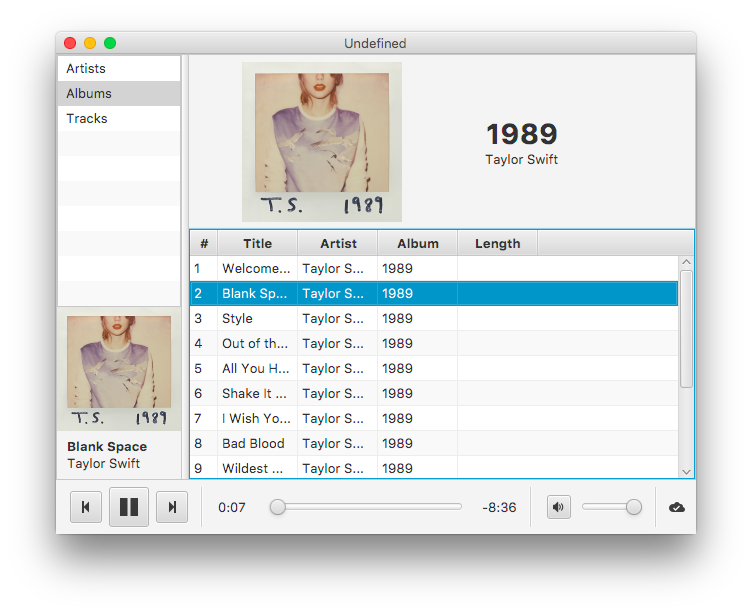 Undefined
Artists
Albums
Tracks
T.S. 1989
1989
Taylor Swift
# Title Artist Album Length
1 Welcome... Taylor S... 1989
2 Blank Sp... Taylor S... 1989
3 Style Taylor S... 1989
4 Out of th... Taylor S... 1989
5 All You H... Taylor S... 1989
6 Shake It ... Taylor S... 1989
7 I Wish Yo... Taylor S... 1989
8 Bad Blood Taylor S... 1989
9 Wildest ... Taylor S... 1989
T.S. 1989
Blank Space
Taylor Swift
0:07 -8:36